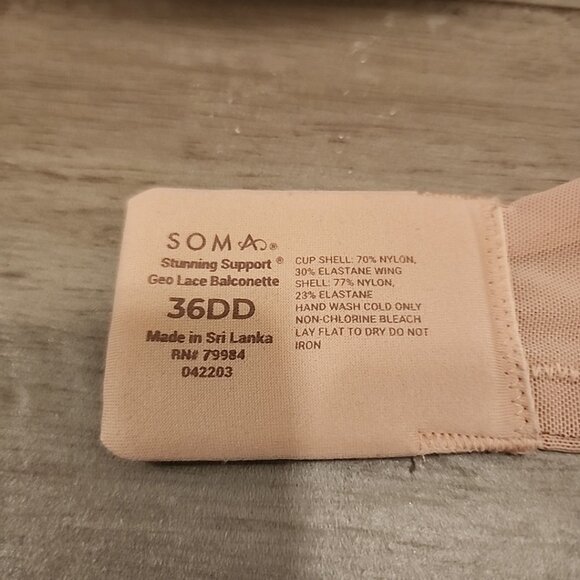 SOMA®
Stunning Support®
Geo Lace Balconette
36DD
Made in Sri Lanka
RN# 79984
042203
CUP SHELL: 70% NYLON,
30% ELASTANE WING
SHELL: 77% NYLON,
23% ELASTANE
HAND WASH COLD ONLY
NON-CHLORINE BLEACH
LAY FLAT TO DRY DO NOT
IRON